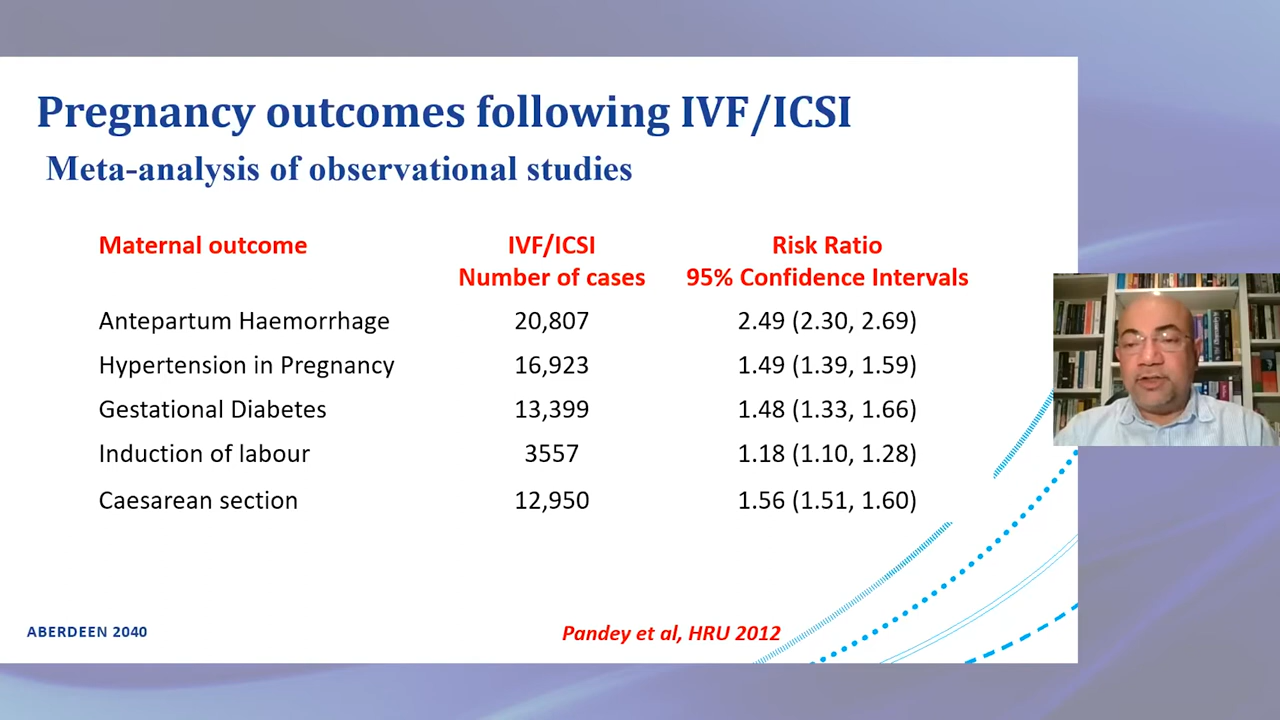 Pregnancy outcomes following IVF/ICSI
Meta-analysis of observational studies
Maternal outcome IVF/ICSI Risk Ratio
Number of cases 95% Confidence Intervals
Antepartum Haemorrhage 20,807 2.49 (2.30, 2.69)
Hypertension in Pregnancy 16,923 1.49 (1.39, 1.59)
Gestational Diabetes 13,399 1.48 (1.33, 1.66)
Induction of labour 3557 1.18 (1.10, 1.28)
Caesarean section 12,950 1.56 (1.51, 1.60)
ABERDEEN 2040
Pandey et al, HRU 2012